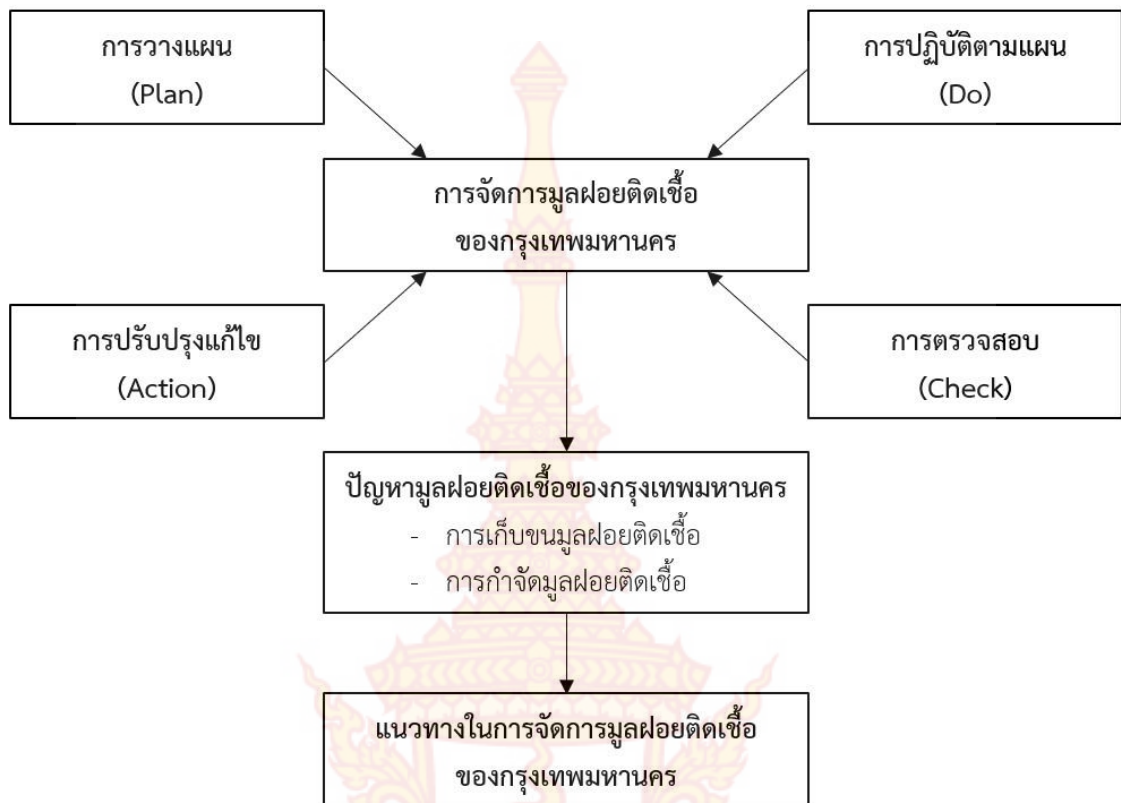 การวางแผน
(Plan)
การปฏิบัติตามแผน
(Do)
การจัดการมูลฝอยติดเชื้อ
ของกรุงเทพมหานคร
การปรับปรุงแก้ไข
(Action)
การตรวจสอบ
(Check)
ปัญหามูลฝอยติดเชื้อของกรุงเทพมหานคร
- การเก็บขนมูลฝอยติดเชื้อ
- การกำจัดมูลฝอยติดเชื้อ
แนวทางในการจัดการมูลฝอยติดเชื้อ
ของกรุงเทพมหานคร